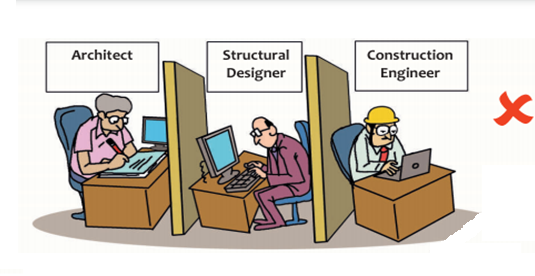 Architect
Structural
Designer
Construction
Engineer